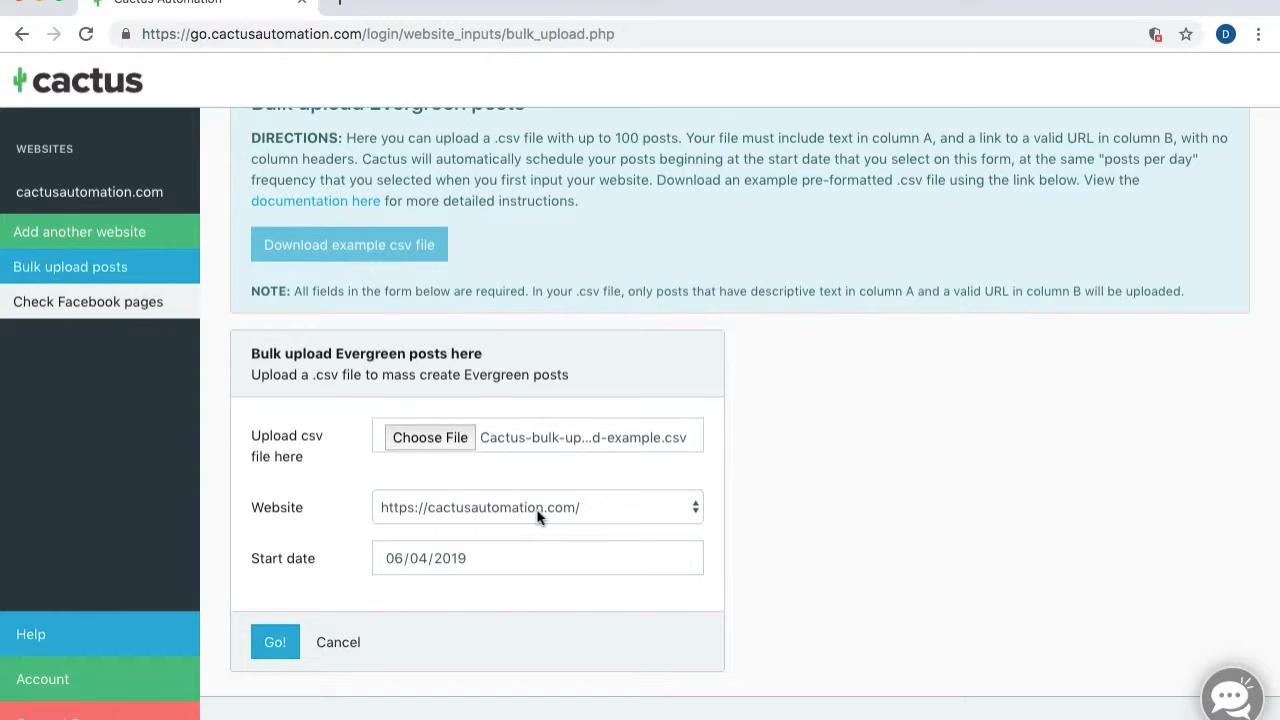 Cactus Automation
https://go.cactusautomation.com/login/website_inputs/bulk_upload.php
D
cactus
WEBSITES
cactusautomation.com
Add another website
Bulk upload posts
Check Facebook pages
Help
Account
Bulk upload Evergreen posts
DIRECTIONS: Here you can upload a .csv file with up to 100 posts. Your file must include text in column A, and a link to a valid URL in column B, with no
column headers. Cactus will automatically schedule your posts beginning at the start date that you select on this form, at the same "posts per day"
frequency that you selected when you first input your website. Download an example pre-formatted .csv file using the link below. View the
documentation here for more detailed instructions.
Download example csv file
NOTE: All fields in the form below are required. In your .csv file, only posts that have descriptive text in column A and a valid URL in column B will be uploaded.
Bulk upload Evergreen posts here
Upload a .csv file to mass create Evergreen posts
Upload csv
file here
Choose File Cactus-bulk-up...d-example.csv
Website
https://cactusautomation.com/
Start date
06/04/2019
Go!
Cancel